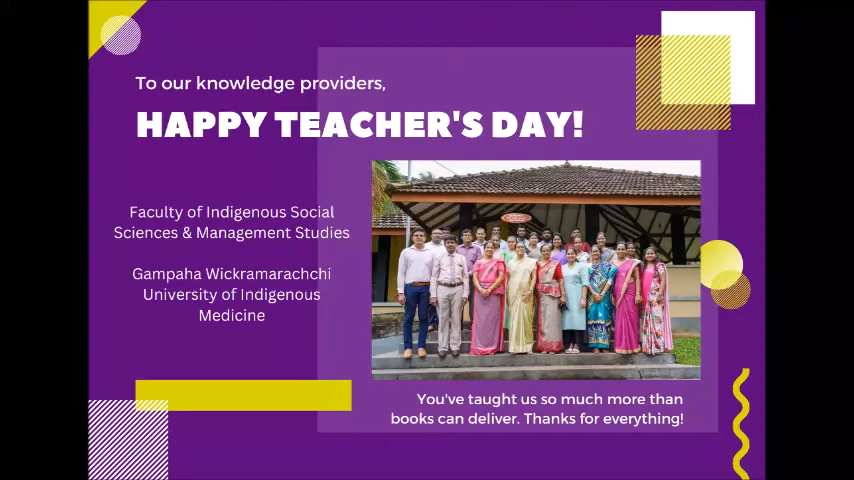 To our knowledge providers,
HAPPY TEACHER'S DAY!
Faculty of Indigenous Social
Sciences & Management Studies
Gampaha Wickramarachchi
University of Indigenous
Medicine
You've taught us so much more than
books can deliver. Thanks for everything!